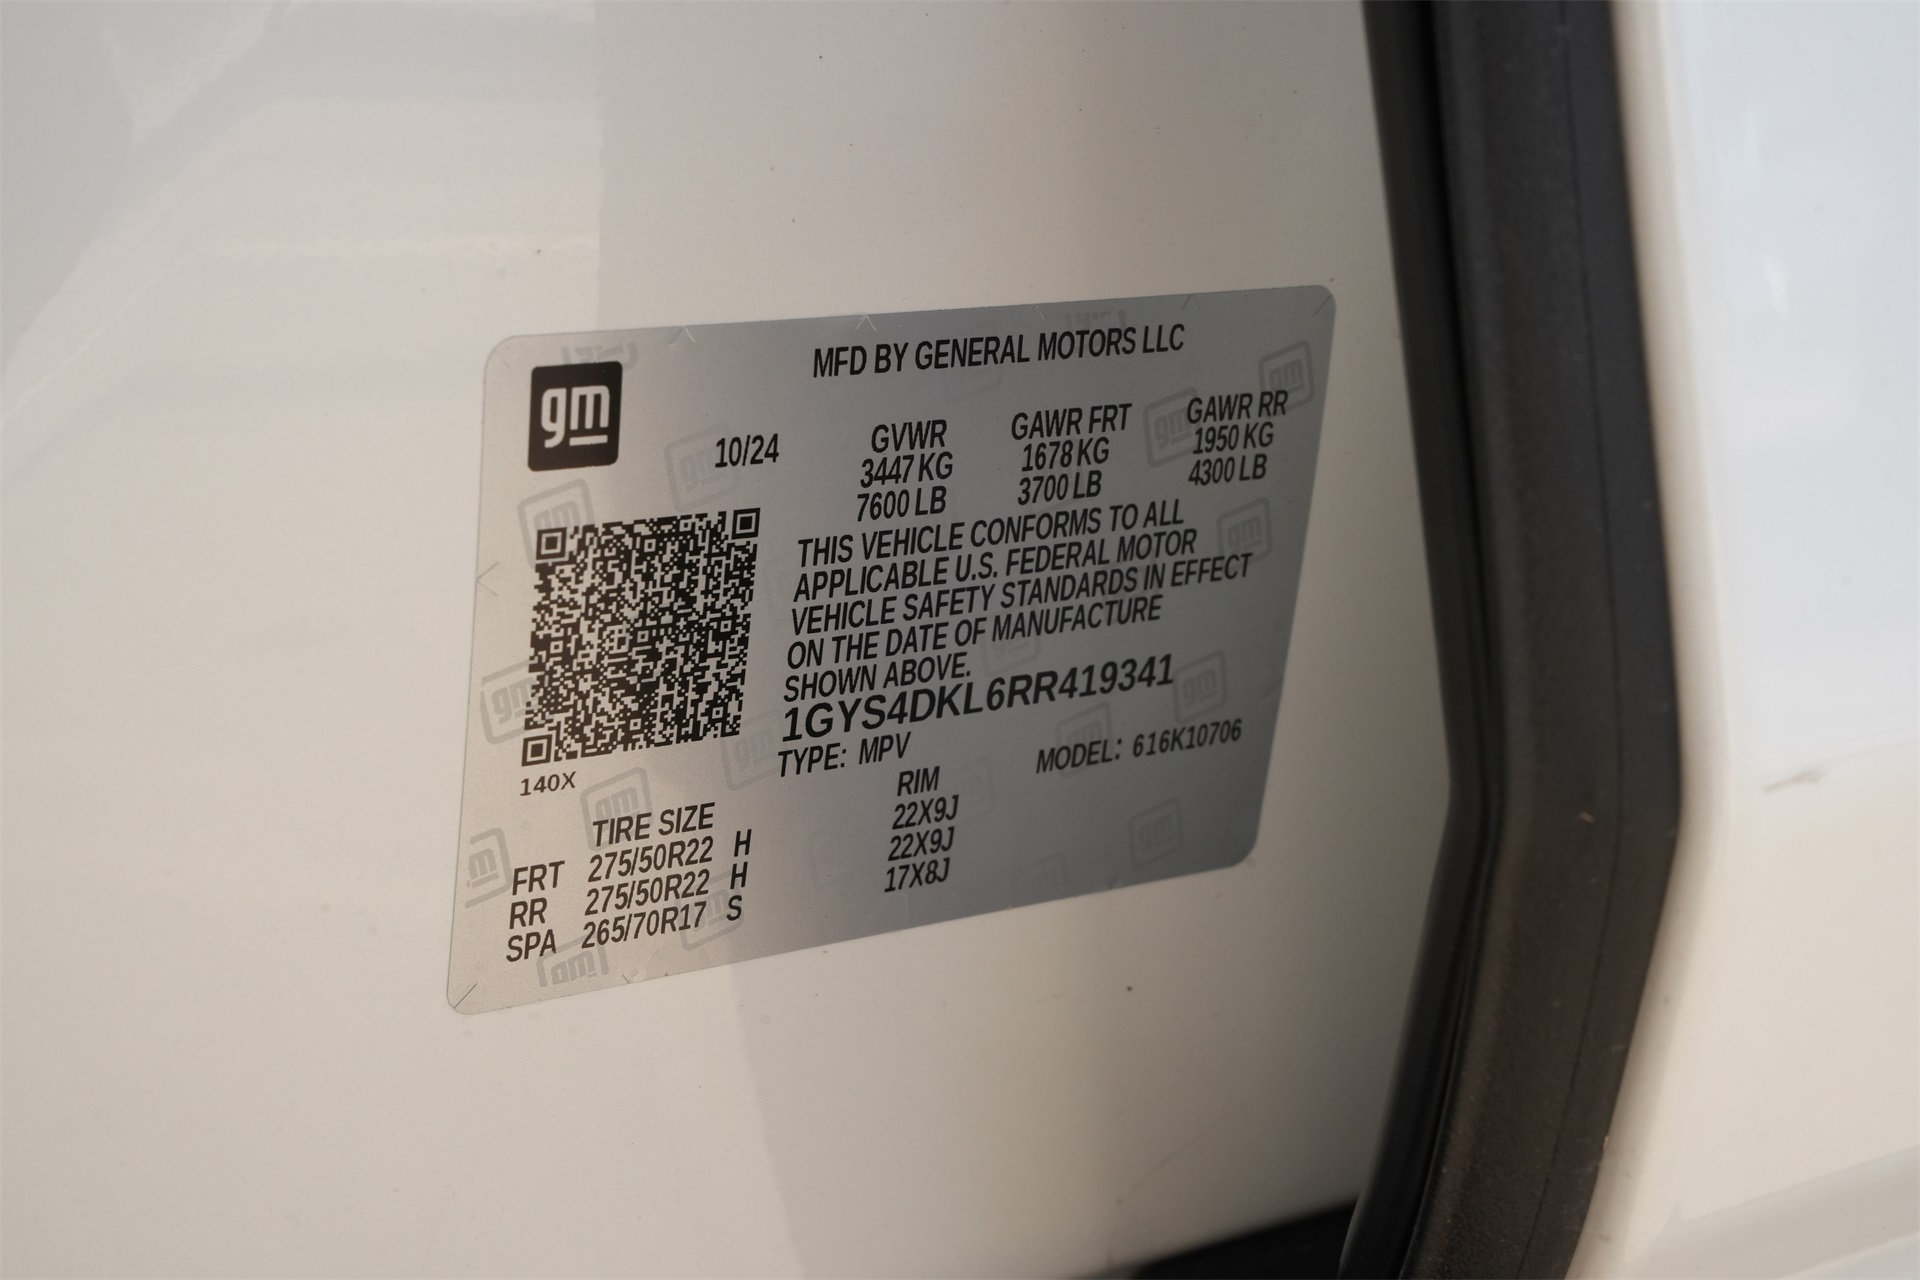 gm
MFD BY GENERAL MOTORS LLC
10/24
GVWR GAWR FRT GAWR RR
3447 KG 1678 KG 1950 KG
7600 LB 3700 LB 4300 LB
THIS VEHICLE CONFORMS TO ALL
APPLICABLE U.S. FEDERAL MOTOR
VEHICLE SAFETY STANDARDS IN EFFECT
ON THE DATE OF MANUFACTURE
SHOWN ABOVE.
1GYS4DKL6RR419341
TYPE: MPV MODEL: 616K10706
140X
TIRE SIZE RIM
FRT 275/50R22 H 22X9J
RR 275/50R22 H 22X9J
SPA 265/70R17 S 17X8J